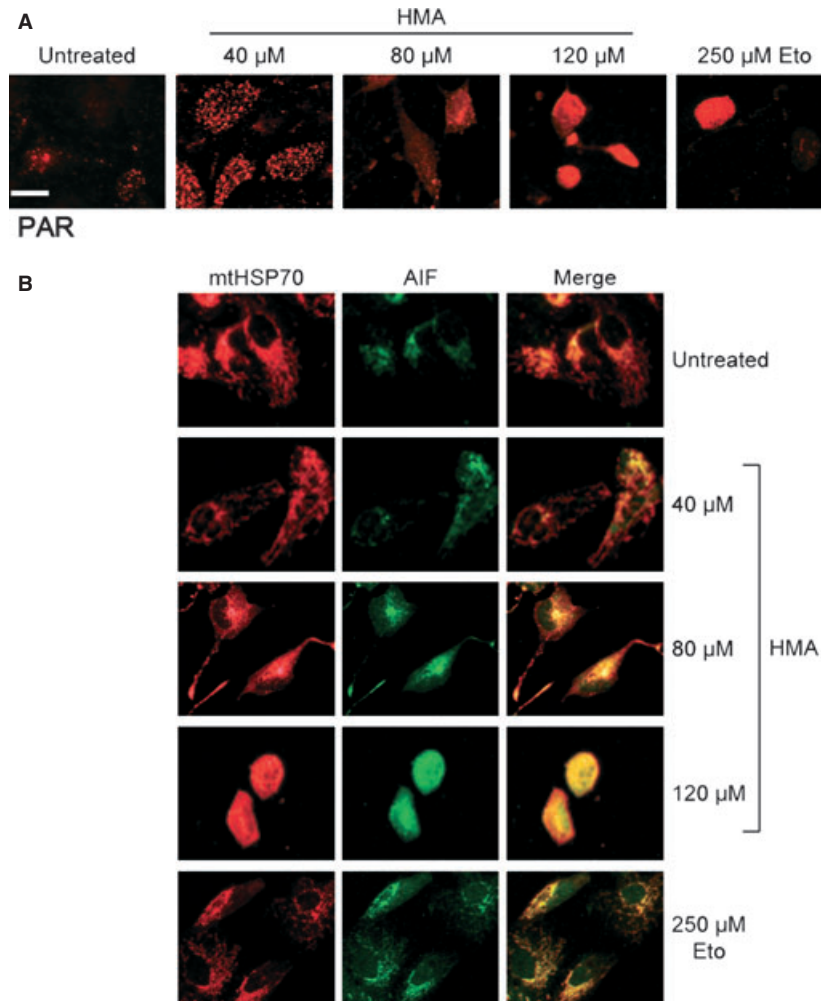 A
HMA
Untreated 40 µM 80 µM 120 µM 250 µM Eto
PAR
B
mtHSP70 AIF Merge
Untreated
40 µM
80 µM
HMA
120 µM
250 µM
Eto